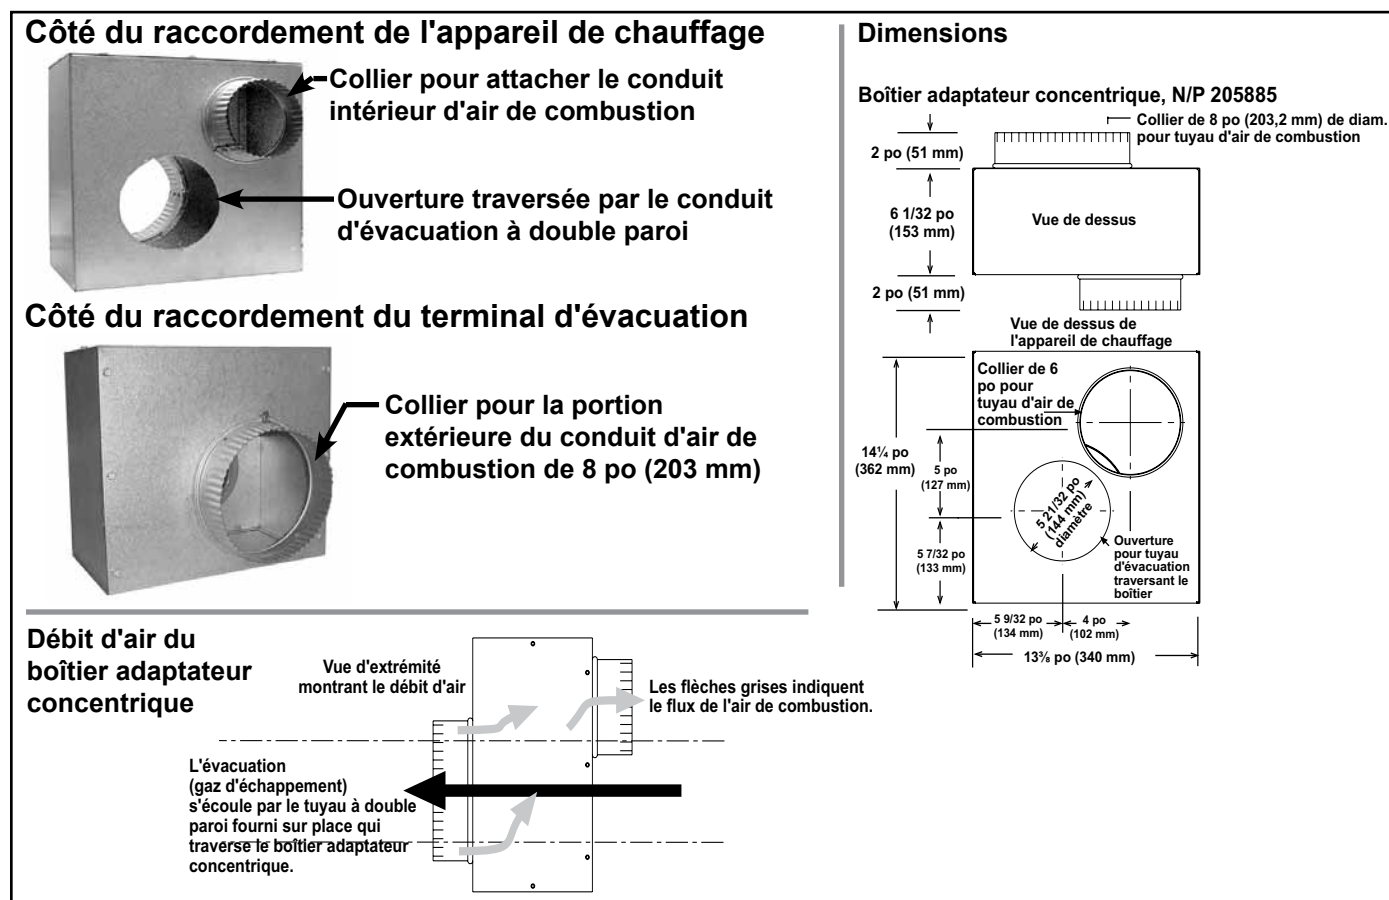 Côté du raccordement de l'appareil de chauffage
Collier pour attacher le conduit
intérieur d'air de combustion
Ouverture traversée par le conduit
d'évacuation à double paroi
Côté du raccordement du terminal d'évacuation
Collier pour la portion
extérieure du conduit d'air de
combustion de 8 po (203 mm)
Dimensions
Boîtier adaptateur concentrique, N/P 205885
Collier de 8 po (203,2 mm) de diam.
pour tuyau d'air de combustion
2 po (51 mm)
6 1/32 po
(153 mm)
Vue de dessus
2 po (51 mm)
Vue de dessus de
l'appareil de chauffage
Collier de 6
po pour
tuyau d'air de
combustion
14¼ po
(362 mm)
5 po
(127 mm)
5 21/32 po
(144 mm)
diamètre
5 7/32 po
(133 mm)
Ouverture
pour tuyau
d'évacuation
traversant le
boîtier
5 9/32 po
(134 mm)
4 po
(102 mm)
13⅜ po (340 mm)
Débit d'air du
boîtier adaptateur
concentrique
Vue d'extrémité
montrant le débit d'air
Les flèches grises indiquent
le flux de l'air de combustion.
L'évacuation
(gaz d'échappement)
s'écoule par le tuyau à double
paroi fourni sur place qui
traverse le boîtier adaptateur
concentrique.